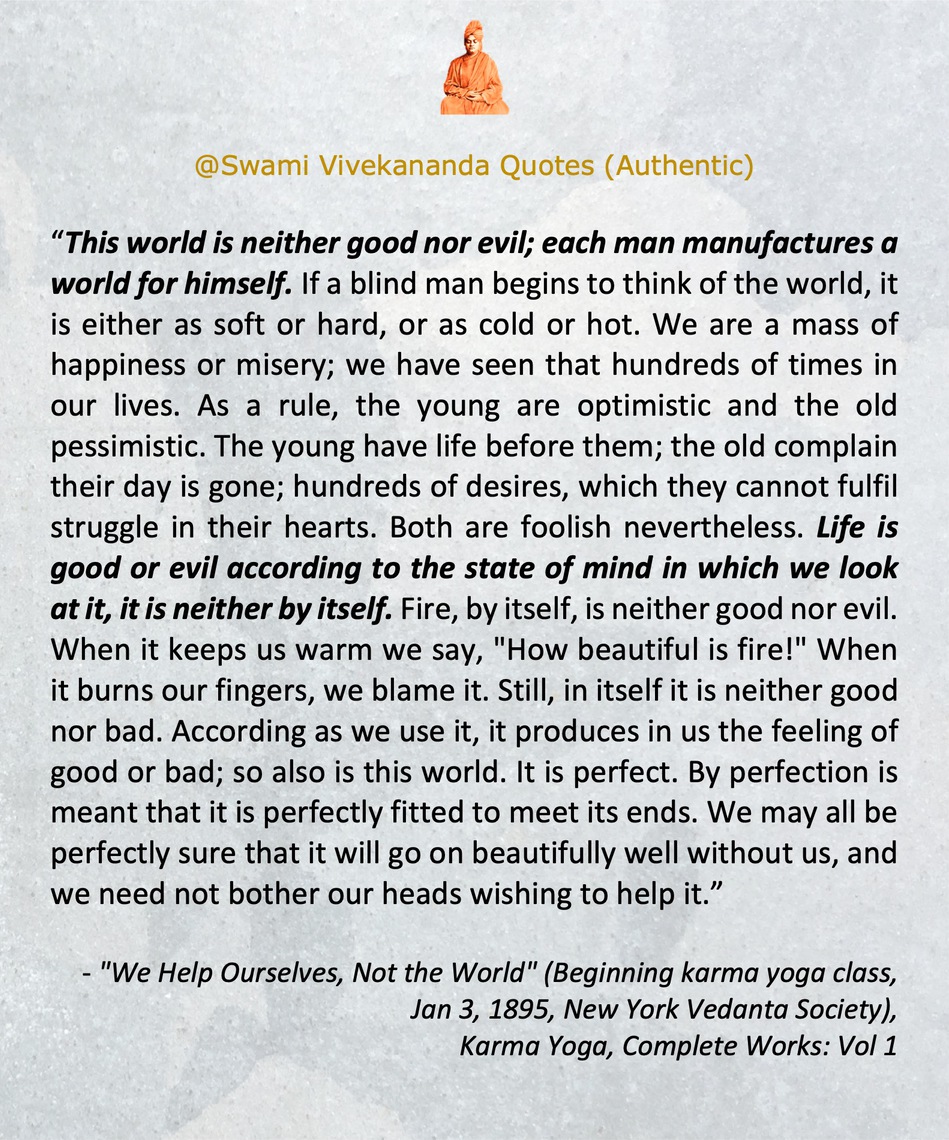 @Swami Vivekananda Quotes (Authentic)
“This world is neither good nor evil; each man manufactures a
world for himself. If a blind man begins to think of the world, it
is either as soft or hard, or as cold or hot. We are a mass of
happiness or misery; we have seen that hundreds of times in
our lives. As a rule, the young are optimistic and the old
pessimistic. The young have life before them; the old complain
their day is gone; hundreds of desires, which they cannot fulfil
struggle in their hearts. Both are foolish nevertheless. Life is
good or evil according to the state of mind in which we look
at it, it is neither by itself. Fire, by itself, is neither good nor evil.
When it keeps us warm we say, "How beautiful is fire!" When
it burns our fingers, we blame it. Still, in itself it is neither good
nor bad. According as we use it, it produces in us the feeling of
good or bad; so also is this world. It is perfect. By perfection is
meant that it is perfectly fitted to meet its ends. We may all be
perfectly sure that it will go on beautifully well without us, and
we need not bother our heads wishing to help it.”
- "We Help Ourselves, Not the World" (Beginning karma yoga class,
Jan 3, 1895, New York Vedanta Society),
Karma Yoga, Complete Works: Vol 1